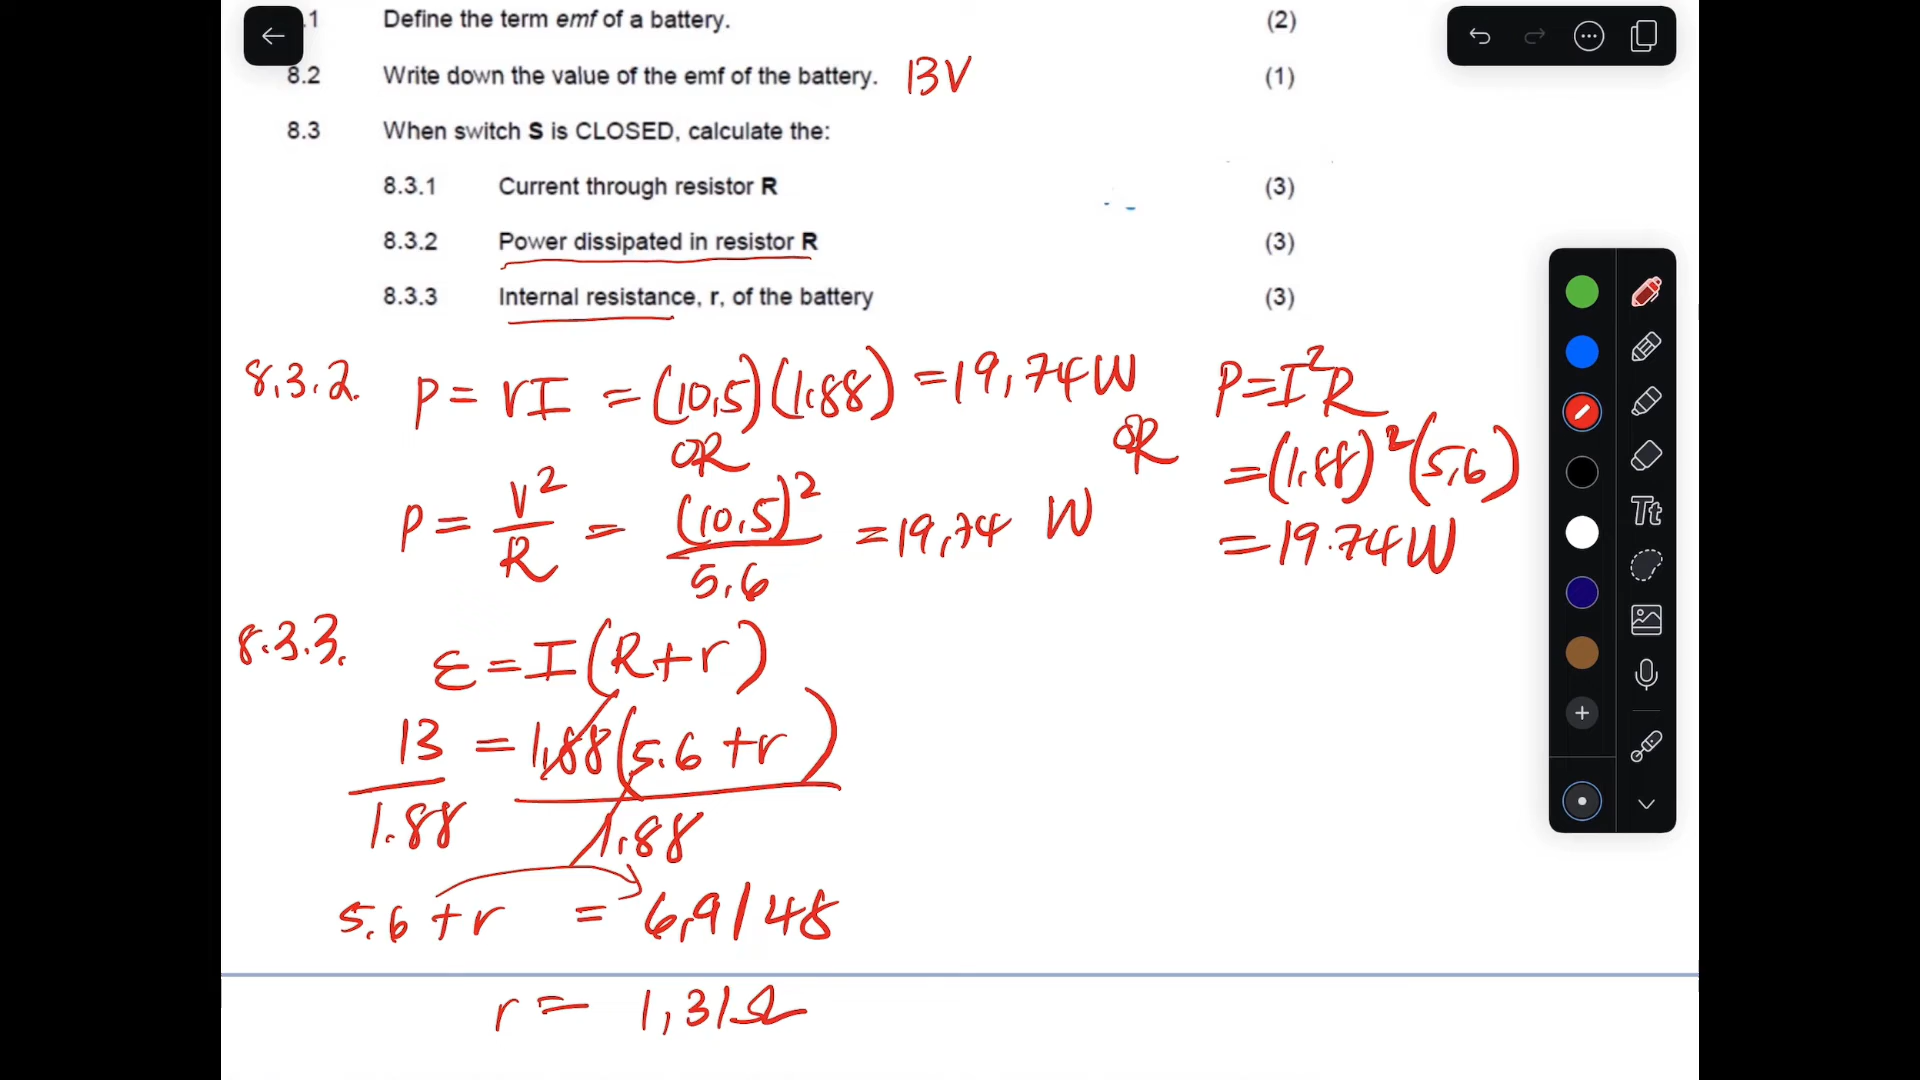 .1 Define the term emf of a battery. (2)
8.2 Write down the value of the emf of the battery. 13V (1)
8.3 When switch S is CLOSED, calculate the:
8.3.1 Current through resistor R (3)
8.3.2 Power dissipated in resistor R (3)
8.3.3 Internal resistance, r, of the battery (3)
8.3.2. P = VI = (10,5)(1.88) = 19,74W
OR
P = V²/R = (10,5)²/5,6 = 19,74 W
OR
P=I²R
=(1.88)²(5,6)
=19.74W
8.3.3. ε = I(R+r)
13/1.88 = 1.88(5.6 +r)/1.88
5.6 +r = 6,9148
r = 1,31Ω
Tt